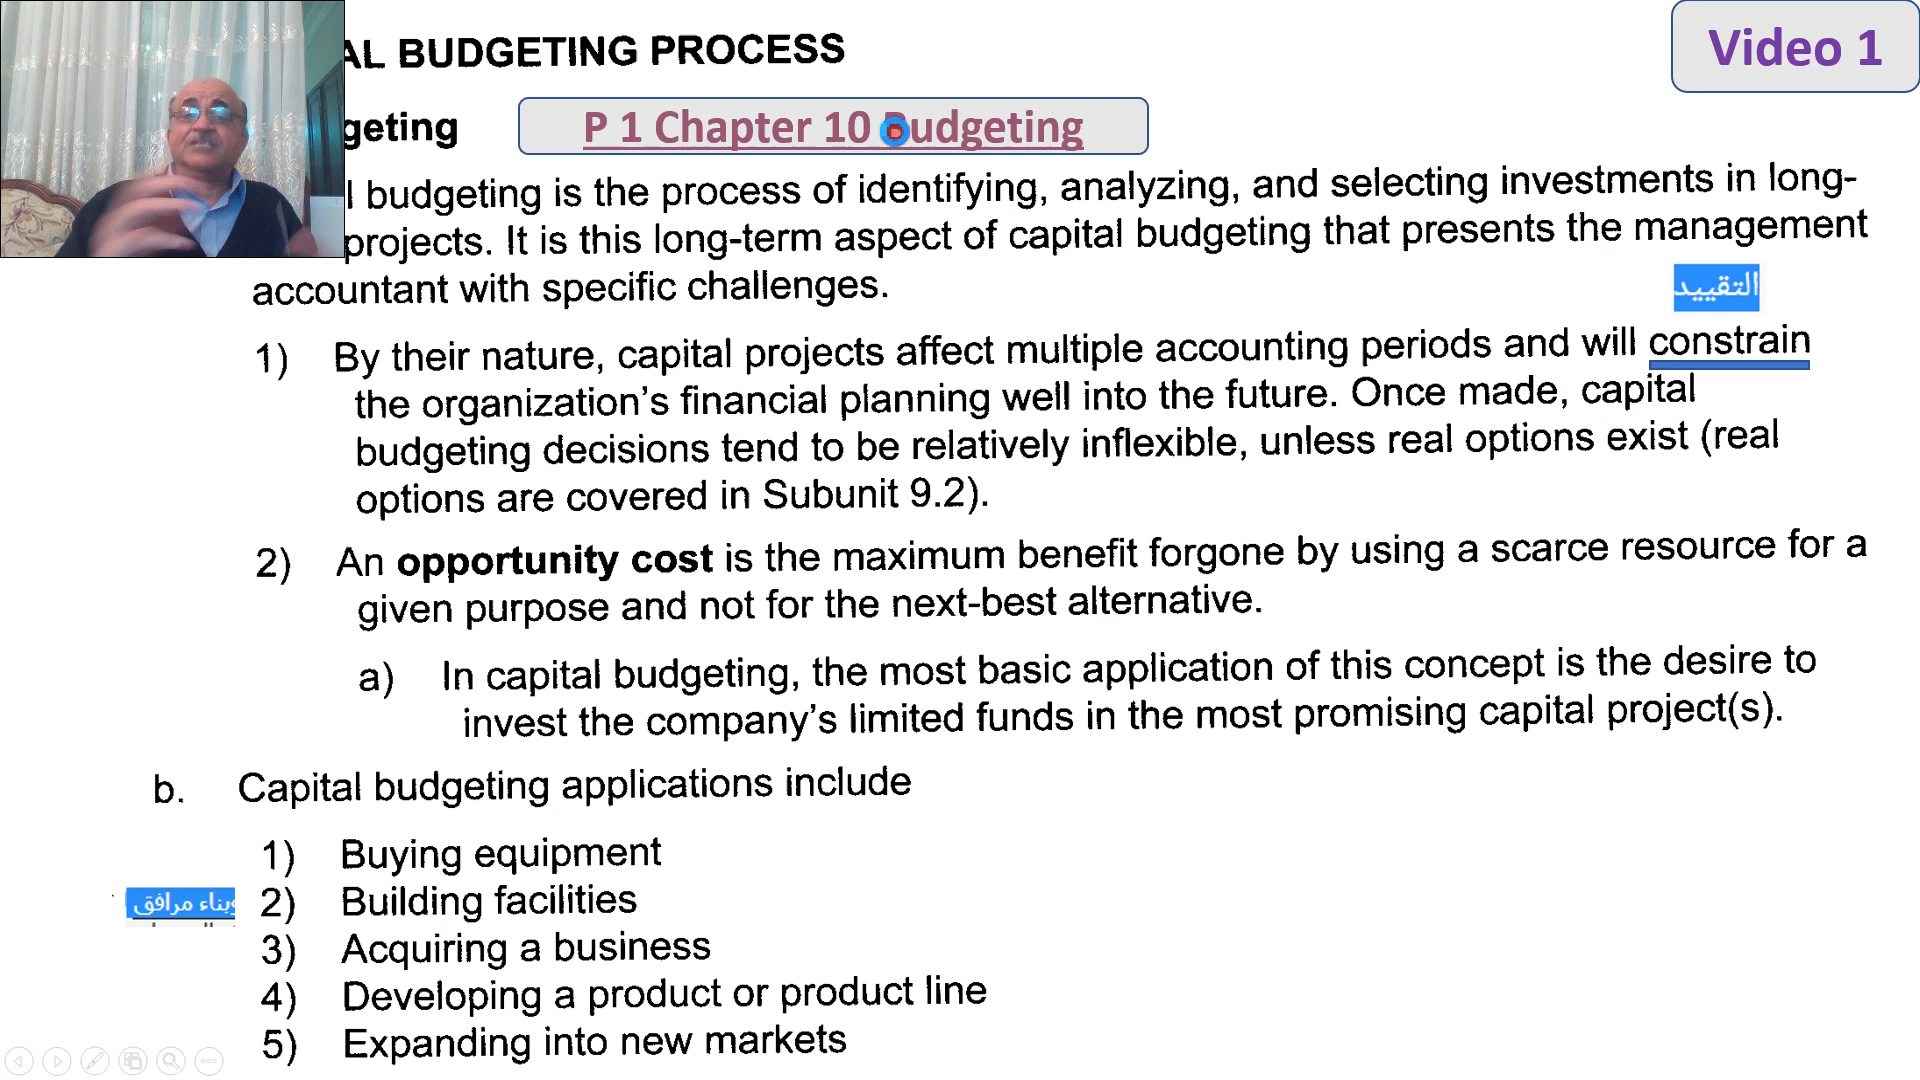 AL BUDGETING PROCESS
Video 1
geting
P 1 Chapter 10 Budgeting
l budgeting is the process of identifying, analyzing, and selecting investments in long-
projects. It is this long-term aspect of capital budgeting that presents the management
accountant with specific challenges.
التقييد
1) By their nature, capital projects affect multiple accounting periods and will constrain
the organization’s financial planning well into the future. Once made, capital
budgeting decisions tend to be relatively inflexible, unless real options exist (real
options are covered in Subunit 9.2).
2) An opportunity cost is the maximum benefit forgone by using a scarce resource for a
given purpose and not for the next-best alternative.
a) In capital budgeting, the most basic application of this concept is the desire to
invest the company’s limited funds in the most promising capital project(s).
b. Capital budgeting applications include
1) Buying equipment
وبناء مرافق
2) Building facilities
3) Acquiring a business
4) Developing a product or product line
5) Expanding into new markets